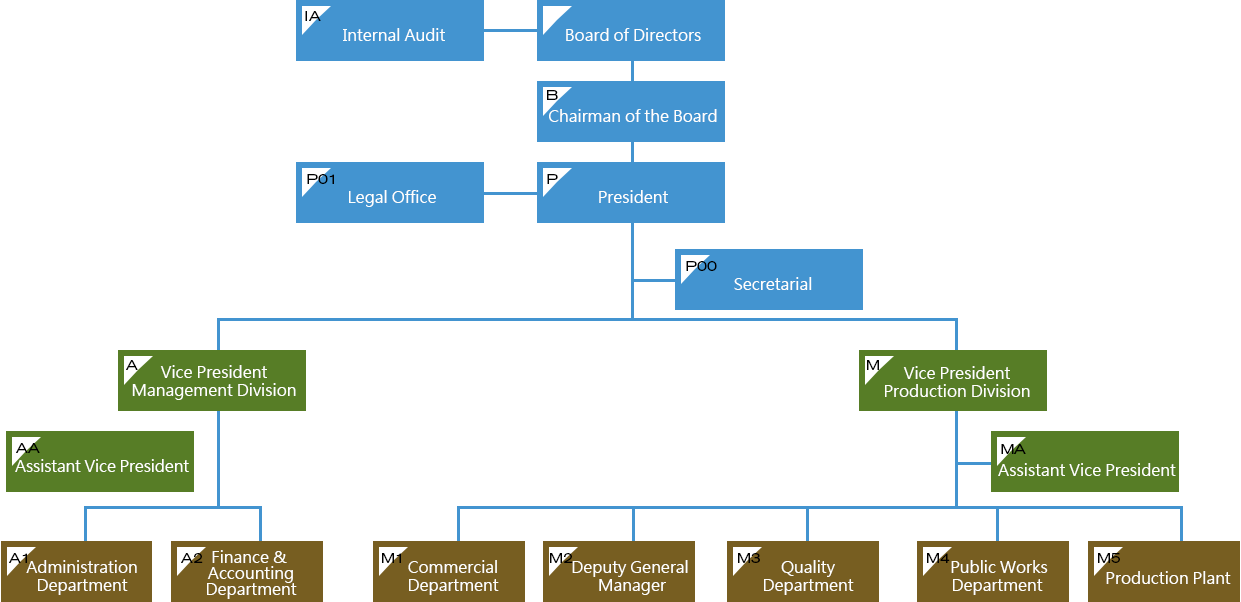 IA
Internal Audit
Board of Directors
B
Chairman of the Board
P01
Legal Office
P
President
P00
Secretarial
A
Vice President
Management Division
M
Vice President
Production Division
AA
Assistant Vice President
MA
Assistant Vice President
A1
Administration
Department
A2
Finance &
Accounting
Department
M1
Commercial
Department
M2
Deputy General
Manager
M3
Quality
Department
M4
Public Works
Department
M5
Production Plant